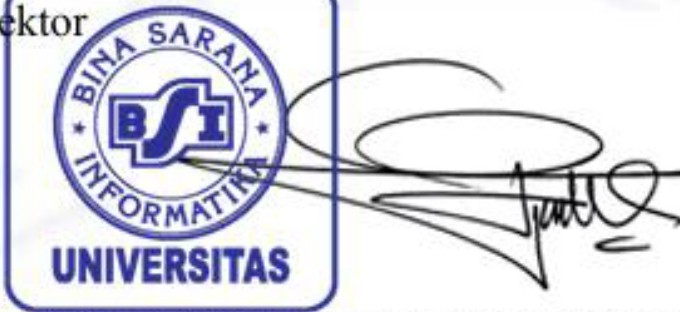 ektor
BINA SARANA
BSI
INFORMATIKA
UNIVERSITAS